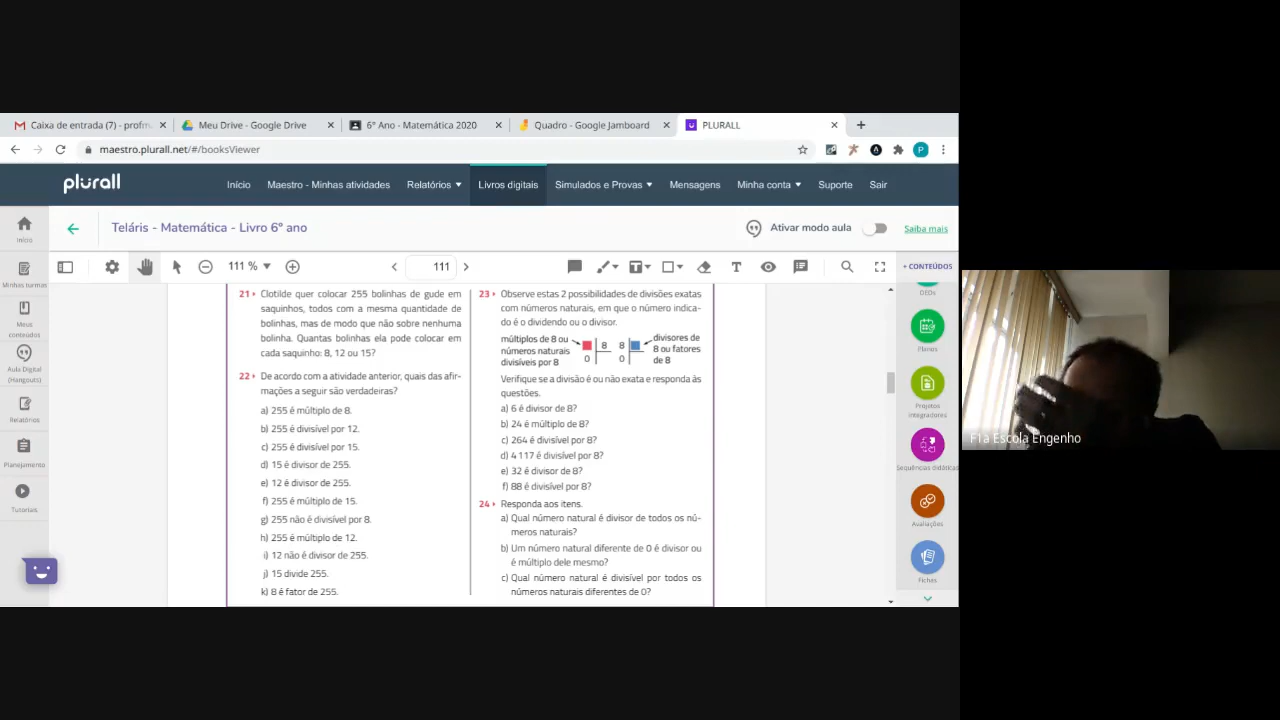 Caixa de entrada (7) - profm
Meu Drive - Google Drive
6º Ano - Matemática 2020
Quadro - Google Jamboard
PLURALL
maestro.plurall.net/#/booksViewer
P
plurall
Início
Maestro - Minhas atividades
Relatórios
Livros digitais
Simulados e Provas
Mensagens
Minha conta
Suporte
Sair
Teláris - Matemática - Livro 6º ano
Ativar modo aula
Saiba mais
111 %
111
+ CONTEÚDOS
Início
Minhas turmas
Meus
conteúdos
Aula Digital
(Hangouts)
Relatórios
Planejamento
Tutoriais
21 Clotilde quer colocar 255 bolinhas de gude em
saquinhos, todos com a mesma quantidade de
bolinhas, mas de modo que não sobre nenhuma
bolinha. Quantas bolinhas ela pode colocar em
cada saquinho: 8, 12 ou 15?
22 De acordo com a atividade anterior, quais das afir-
mações a seguir são verdadeiras?
a) 255 é múltiplo de 8.
b) 255 é divisível por 12.
c) 255 é divisível por 15.
d) 15 é divisor de 255.
e) 12 é divisor de 255.
f) 255 é múltiplo de 15.
g) 255 não é divisível por 8.
h) 255 é múltiplo de 12.
i) 12 não é divisor de 255.
j) 15 divide 255.
k) 8 é fator de 255.
23 Observe estas 2 possibilidades de divisões exatas
com números naturais, em que o número indica-
do é o dividendo ou o divisor.
múltiplos de 8 ou
números naturais
divisíveis por 8
8 8
0 0
divisores de
8 ou fatores
de 8
Verifique se a divisão é ou não exata e responda às
questões.
a) 6 é divisor de 8?
b) 24 é múltiplo de 8?
c) 264 é divisível por 8?
d) 4 117 é divisível por 8?
e) 32 é divisor de 8?
f) 88 é divisível por 8?
24 Responda aos itens.
a) Qual número natural é divisor de todos os nú-
meros naturais?
b) Um número natural diferente de 0 é divisor ou
é múltiplo dele mesmo?
c) Qual número natural é divisível por todos os
números naturais diferentes de 0?
Planos
Projetos
Integradores
Sequências didática
Avaliações
Fichas
F1a Escola Engenho